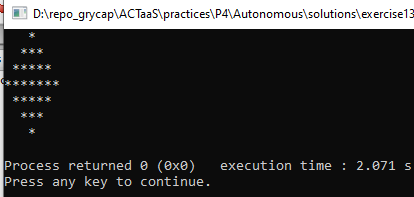 D:\repo_grycap\ACTaaS\practices\P4\Autonomous\solutions\exercise13
   *
  ***
 *****
*******
 *****
  ***
   *
Process returned 0 (0x0)   execution time : 2.071 s
Press any key to continue.